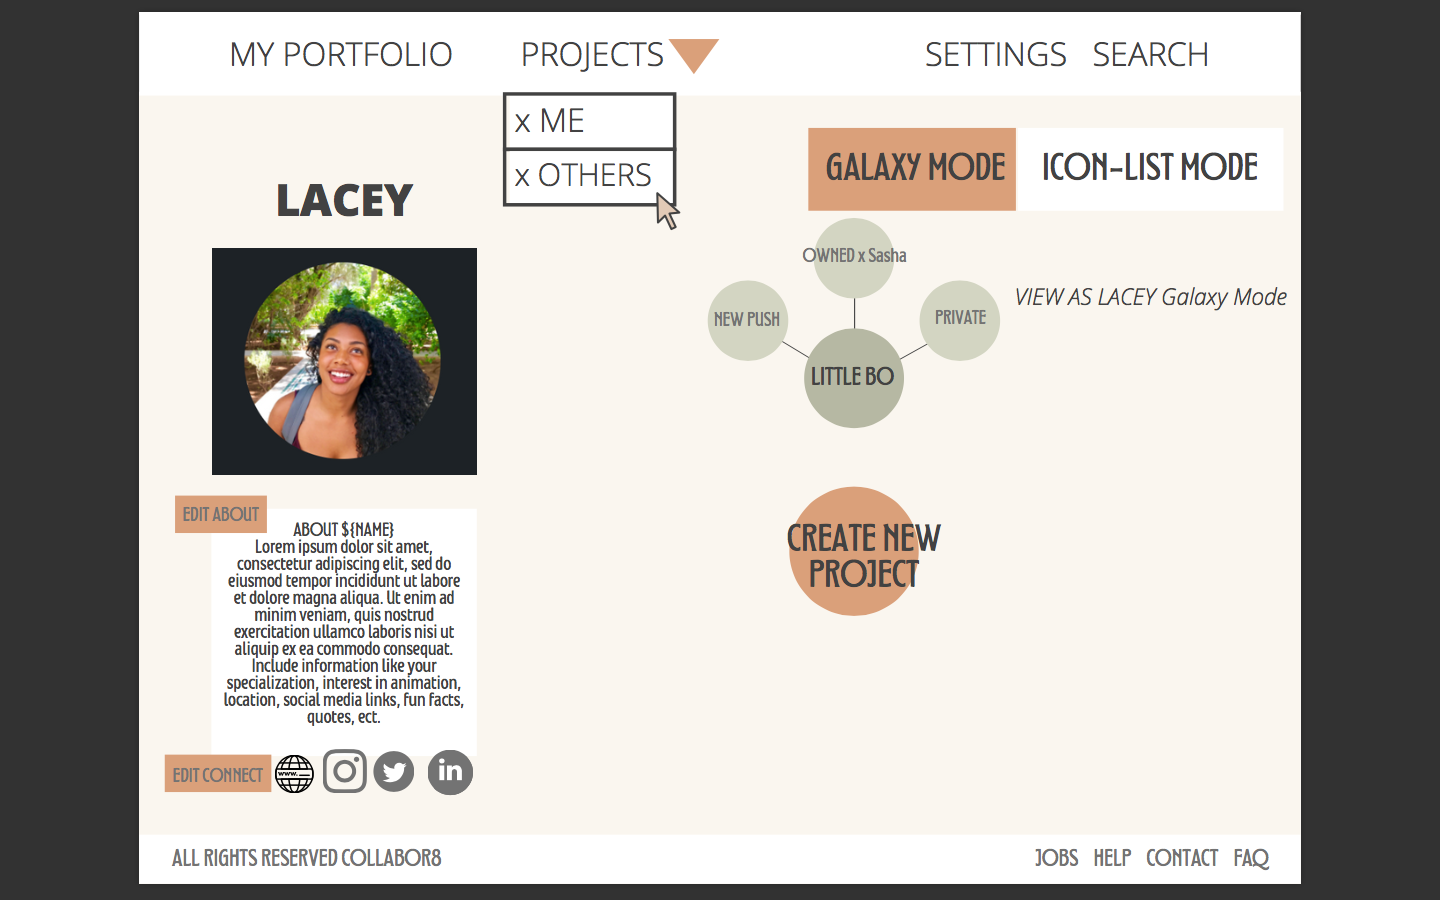 MY PORTFOLIO
PROJECTS
SETTINGS
SEARCH
x ME
x OTHERS
GALAXY MODE
ICON-LIST MODE
LACEY
OWNED x Sasha
VIEW AS LACEY Galaxy Mode
NEW PUSH
PRIVATE
LITTLE BO
CREATE NEW
PROJECT
EDIT ABOUT
ABOUT ${NAME}
Lorem ipsum dolor sit amet,
consectetur adipiscing elit, sed do
eiusmod tempor incididunt ut labore
et dolore magna aliqua. Ut enim ad
minim veniam, quis nostrud
exercitation ullamco laboris nisi ut
aliquip ex ea commodo consequat.
Include information like your
specialization, interest in animation,
location, social media links, fun facts,
quotes, ect.
EDIT CONNECT
www.
in
ALL RIGHTS RESERVED COLLABOR8
JOBS
HELP
CONTACT
FAQ